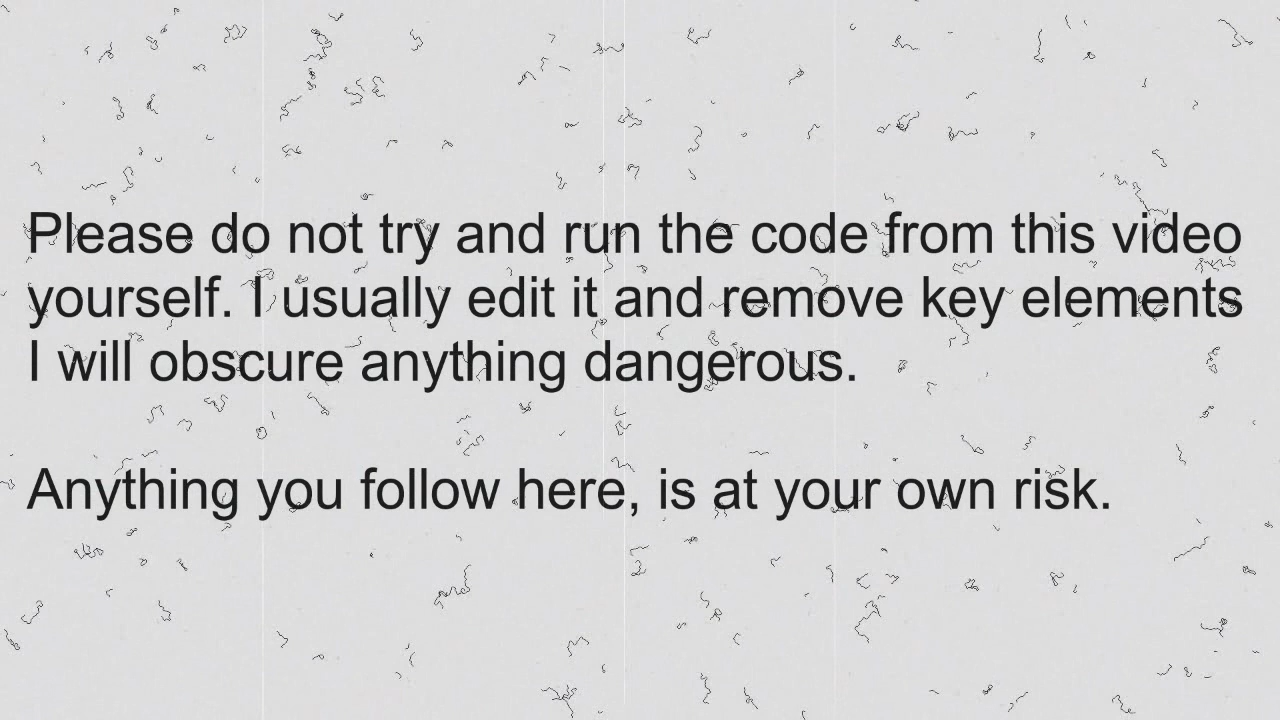 Please do not try and run the code from this video
yourself. I usually edit it and remove key elements
I will obscure anything dangerous.
Anything you follow here, is at your own risk.